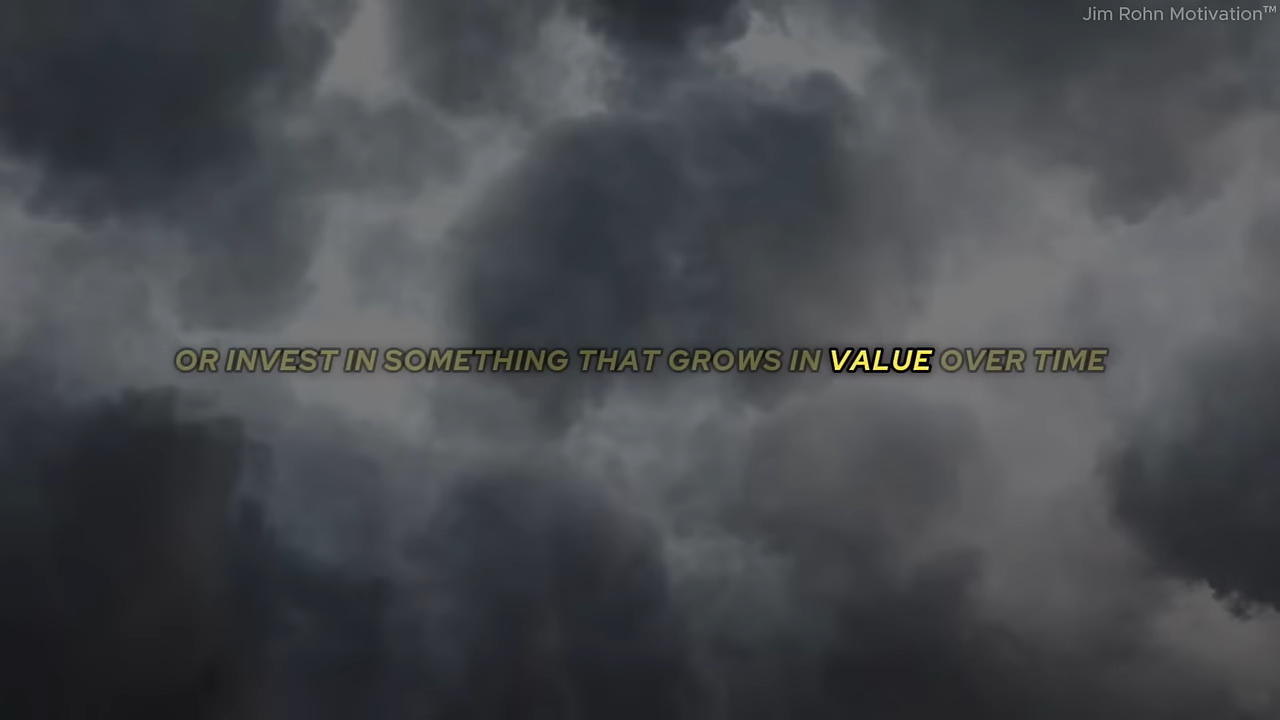 Jim Rohn Motivation™
OR INVEST IN SOMETHING THAT GROWS IN VALUE OVER TIME